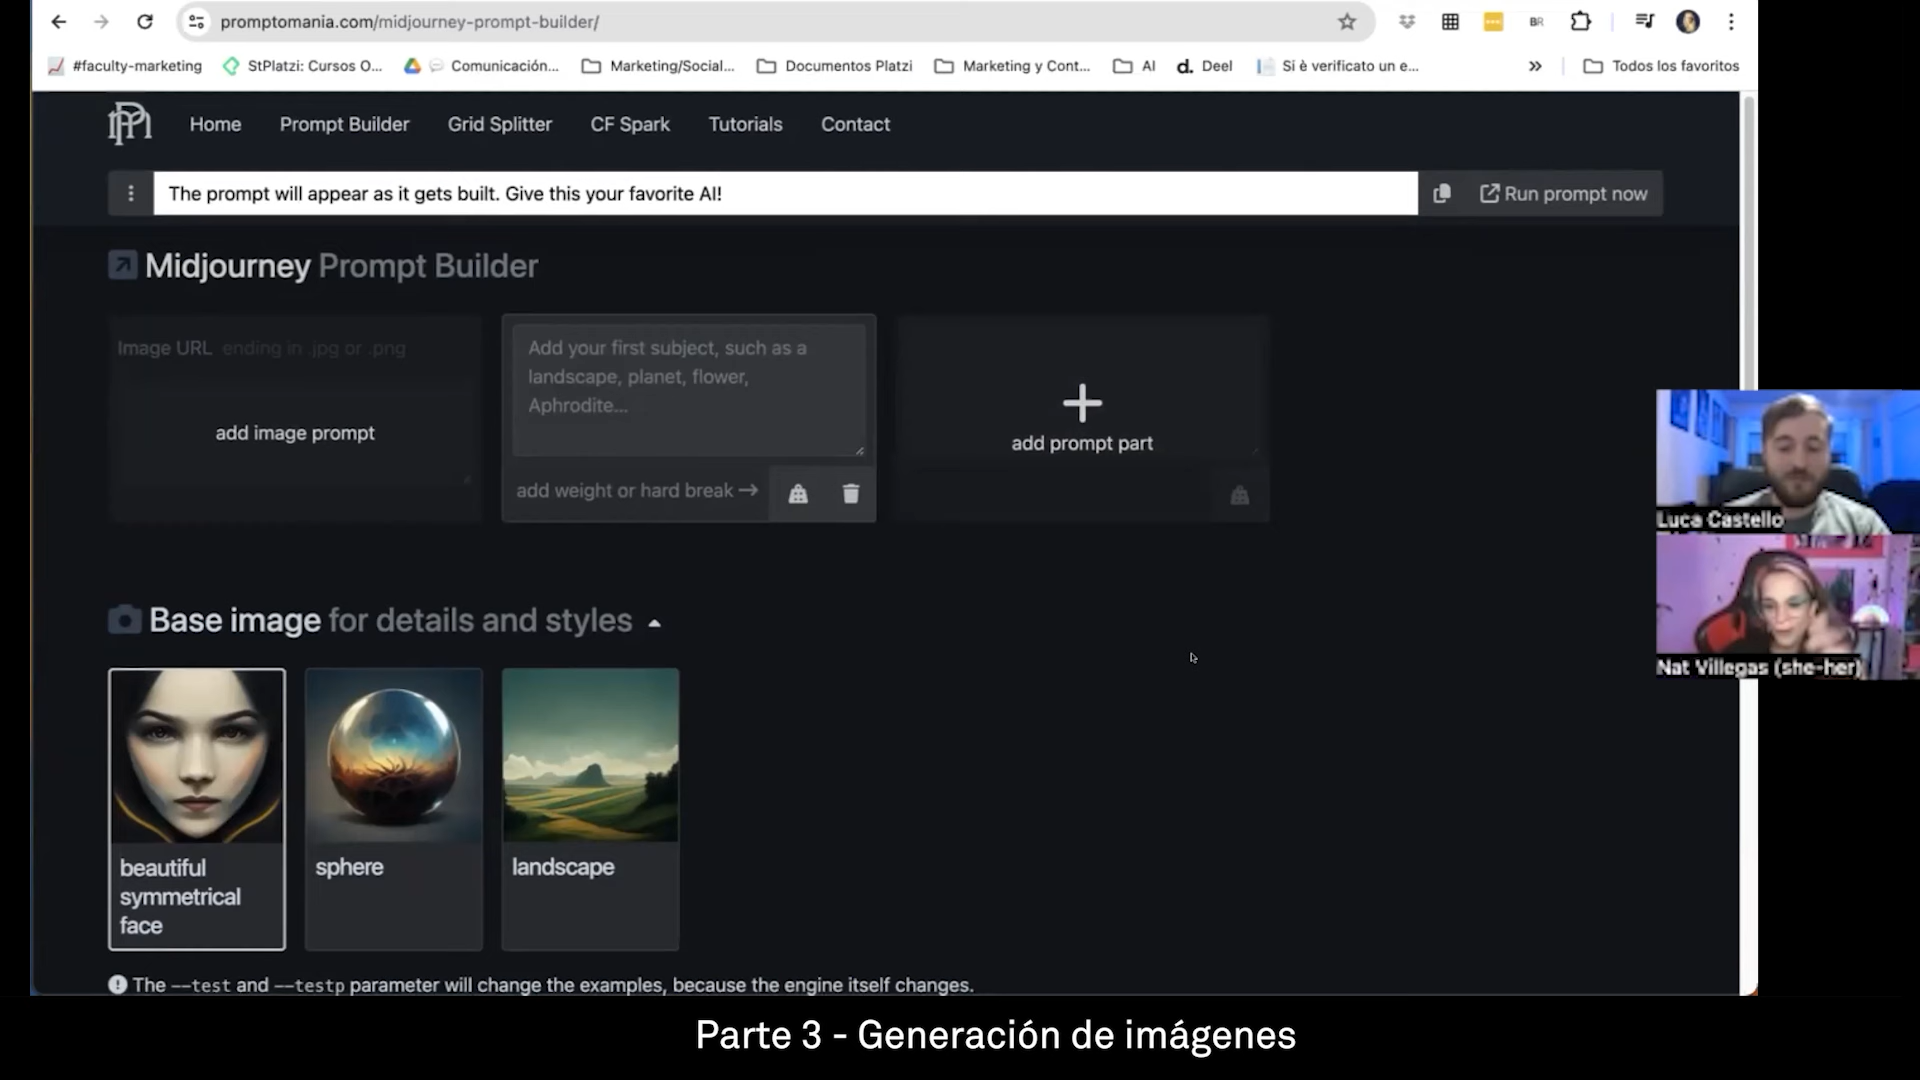 promptomania.com/midjourney-prompt-builder/
BR
#faculty-marketing
StPlatzi: Cursos O...
Comunicación...
Marketing/Social...
Documentos Platzi
Marketing y Cont...
AI
d. Deel
Si è verificato un e...
Todos los favoritos
Home
Prompt Builder
Grid Splitter
CF Spark
Tutorials
Contact
The prompt will appear as it gets built. Give this your favorite AI!
Run prompt now
Midjourney Prompt Builder
Image URL ending in .jpg or .png
add image prompt
Add your first subject, such as a
landscape, planet, flower,
Aphrodite...
add weight or hard break →
add prompt part
Luca Castello
Nat Villegas (she-her)
Base image for details and styles
beautiful
symmetrical
face
sphere
landscape
The --test and --testp parameter will change the examples, because the engine itself changes.
Parte 3 - Generación de imágenes